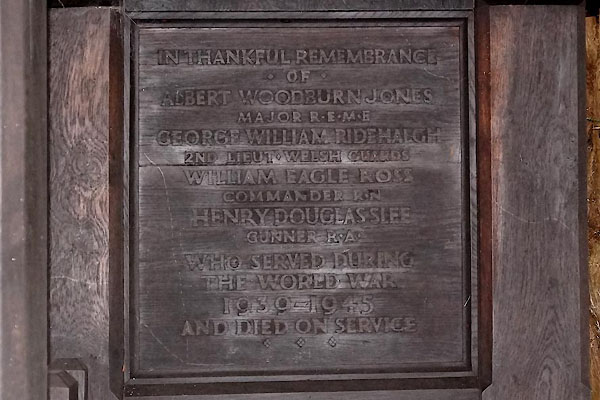 IN THANKFUL REMEMBRANCE
· OF ·
ALBERT WOODBURN JONES
MAJOR R·E·M·E
GEORGE WILLIAM RIDEHALGH
2ND LIEUT· WELSH GUARDS
WILLIAM EAGLE ROSS
COMMANDER R·N
HENRY DOUGLAS SLEE
GUNNER R·A·
WHO SERVED DURING
THE WORLD WAR
1939-1945
AND DIED ON SERVICE